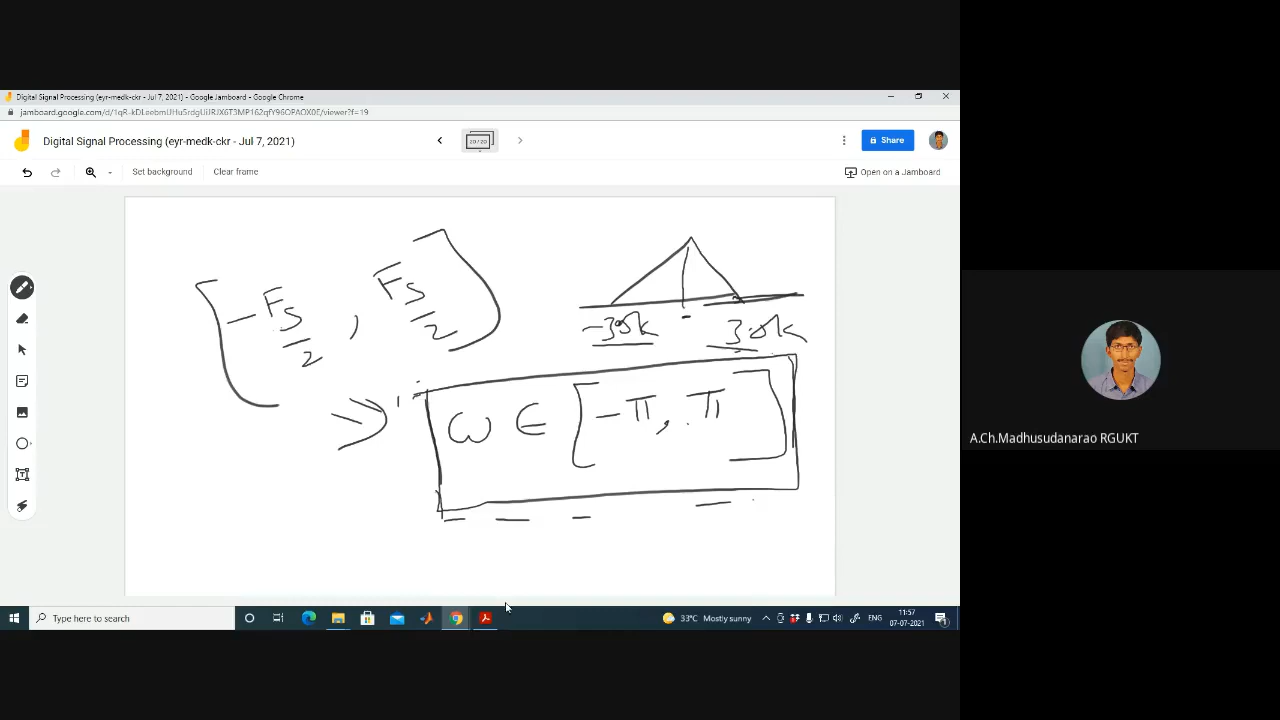 Digital Signal Processing (eyr-medk-ckr - Jul 7, 2021) - Google Jamboard - Google Chrome
Digital Signal Processing (eyr-medk-ckr - Jul 7, 2021)
20 / 20
Share
Set background
Clear frame
Open on a Jamboard
[-Fs/2, Fs/2]
ω ∈ [-π, π]
A.Ch.Madhusudanarao RGUKT
Type here to search
33°C Mostly sunny
ENG
11:57
07-07-2021